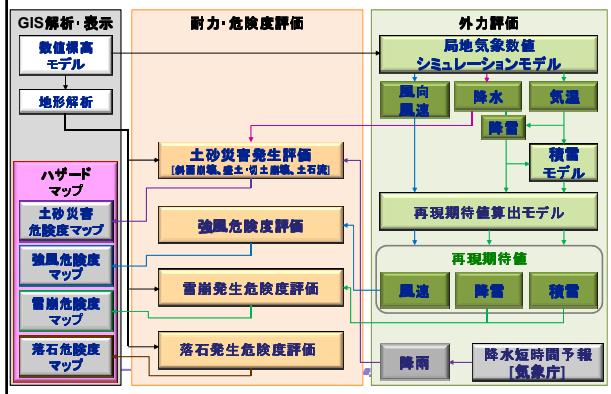 GIS解析・表示
数値標高
モデル
地形解析
ハザード
マップ
土砂災害
危険度マップ
強風危険度
マップ
雪崩危険度
マップ
落石危険度
マップ
耐力・危険度評価
土砂災害発生評価
[斜面崩壊、盛土・切土崩壊、土石流]
強風危険度評価
雪崩発生危険度評価
落石発生危険度評価
外力評価
局地気象数値
シミュレーションモデル
風向
風速
降水
気温
降雪
積雪
モデル
再現期待値算出モデル
再現期待値
風速
降雪
積雪
降雨
降水短時間予報
[気象庁]